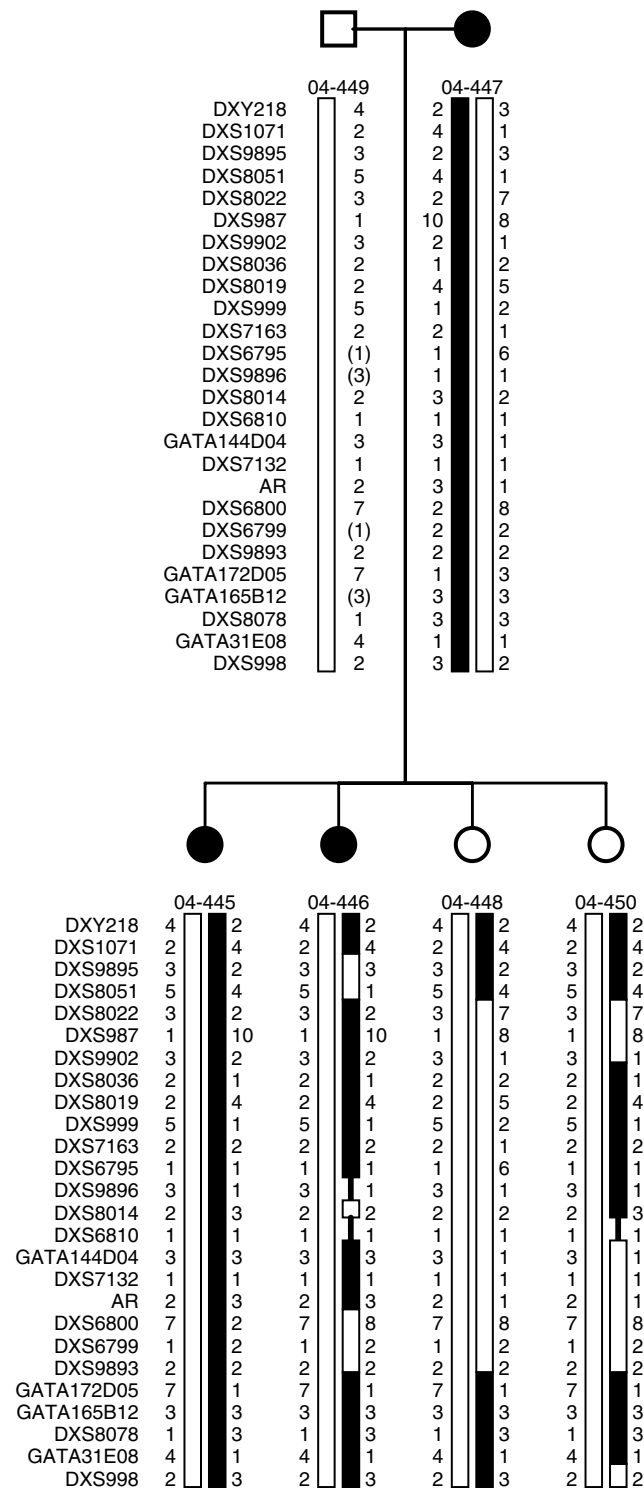 04-449 04-447
DXY218 4 2 3
DXS1071 2 4 1
DXS9895 3 2 3
DXS8051 5 4 1
DXS8022 3 2 7
DXS987 1 10 8
DXS9902 3 2 1
DXS8036 2 1 2
DXS8019 2 4 5
DXS999 5 1 2
DXS7163 2 2 1
DXS6795 (1) 1 6
DXS9896 (3) 1 1
DXS8014 2 3 2
DXS6810 1 1 1
GATA144D04 3 3 1
DXS7132 1 1 1
AR 2 3 1
DXS6800 7 2 8
DXS6799 (1) 2 2
DXS9893 2 2 2
GATA172D05 7 1 3
GATA165B12 (3) 3 3
DXS8078 1 3 3
GATA31E08 4 1 1
DXS998 2 3 2
04-445 04-446 04-448 04-450
DXY218 4 2 4 2 4 2 4 2
DXS1071 2 4 2 4 2 4 2 4
DXS9895 3 2 3 3 3 2 3 2
DXS8051 5 4 5 1 5 4 5 4
DXS8022 3 2 3 2 3 7 3 7
DXS987 1 10 1 10 1 8 1 8
DXS9902 3 2 3 2 3 1 3 1
DXS8036 2 1 2 1 2 2 2 1
DXS8019 2 4 2 4 2 5 2 4
DXS999 5 1 5 1 5 2 5 1
DXS7163 2 2 2 2 2 1 2 2
DXS6795 1 1 1 1 1 6 1 1
DXS9896 3 1 3 1 3 1 3 1
DXS8014 2 3 2 2 2 2 2 3
DXS6810 1 1 1 1 1 1 1 1
GATA144D04 3 3 3 3 3 1 3 1
DXS7132 1 1 1 1 1 1 1 1
AR 2 3 2 3 2 1 2 1
DXS6800 7 2 7 8 7 8 7 8
DXS6799 1 2 1 2 1 2 1 2
DXS9893 2 2 2 2 2 2 2 2
GATA172D05 7 1 7 1 7 1 7 1
GATA165B12 3 3 3 3 3 3 3 3
DXS8078 1 3 1 3 1 3 1 3
GATA31E08 4 1 4 1 4 1 4 1
DXS998 2 3 2 3 2 3 2 2